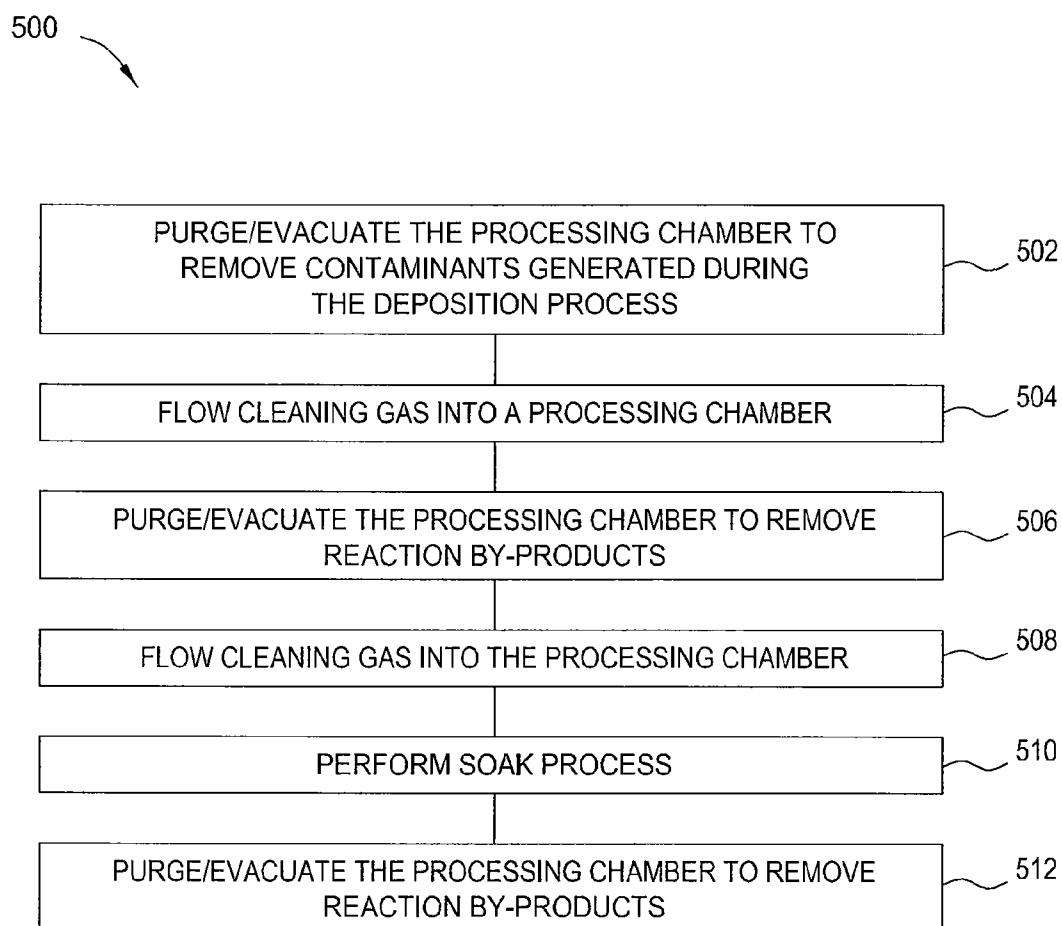 500
PURGE/EVACUATE THE PROCESSING CHAMBER TO
REMOVE CONTAMINANTS GENERATED DURING
THE DEPOSITION PROCESS
502
FLOW CLEANING GAS INTO A PROCESSING CHAMBER
504
PURGE/EVACUATE THE PROCESSING CHAMBER TO REMOVE
REACTION BY-PRODUCTS
506
FLOW CLEANING GAS INTO THE PROCESSING CHAMBER
508
PERFORM SOAK PROCESS
510
PURGE/EVACUATE THE PROCESSING CHAMBER TO REMOVE
REACTION BY-PRODUCTS
512